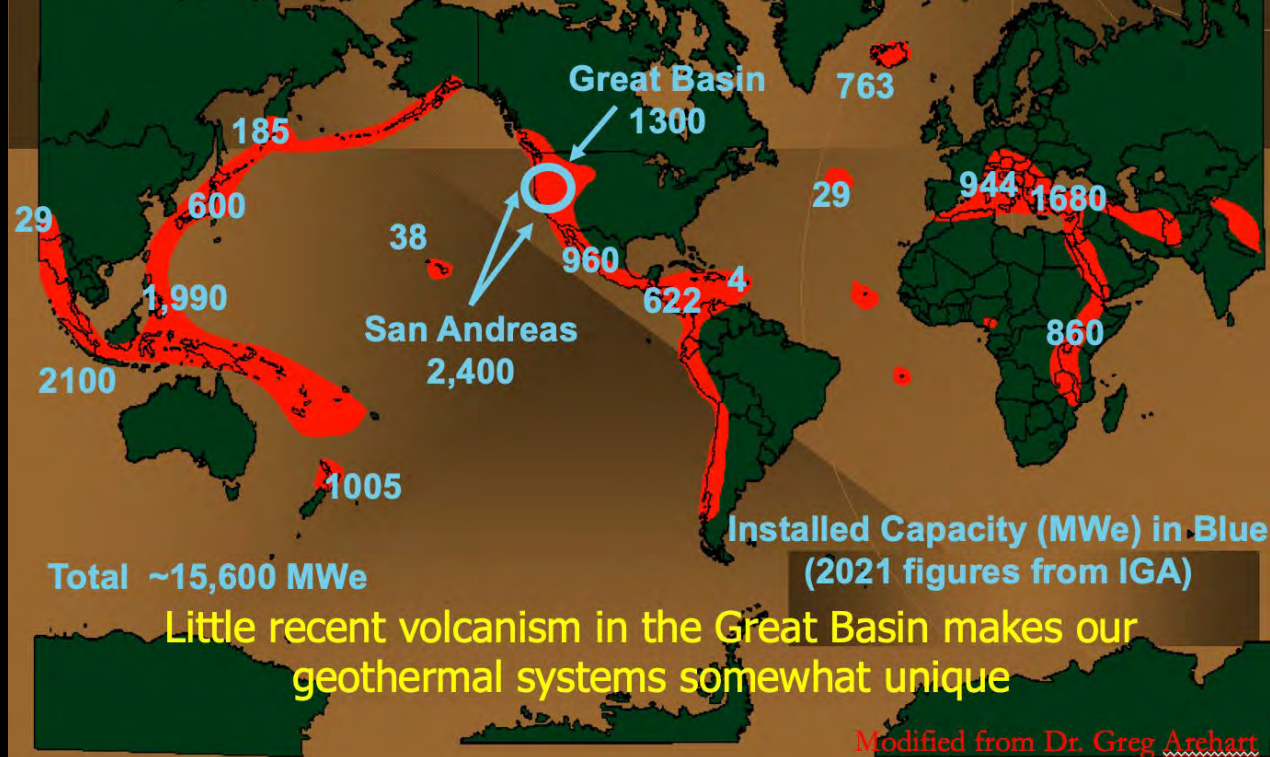 Great Basin
1300
763
185
600
29
944
1680
29
38
960
4
622
1,990
San Andreas
2,400
860
2100
1005
Installed Capacity (MWe) in Blue
(2021 figures from IGA)
Total ~15,600 MWe
Little recent volcanism in the Great Basin makes our
geothermal systems somewhat unique
Modified from Dr. Greg Arehart